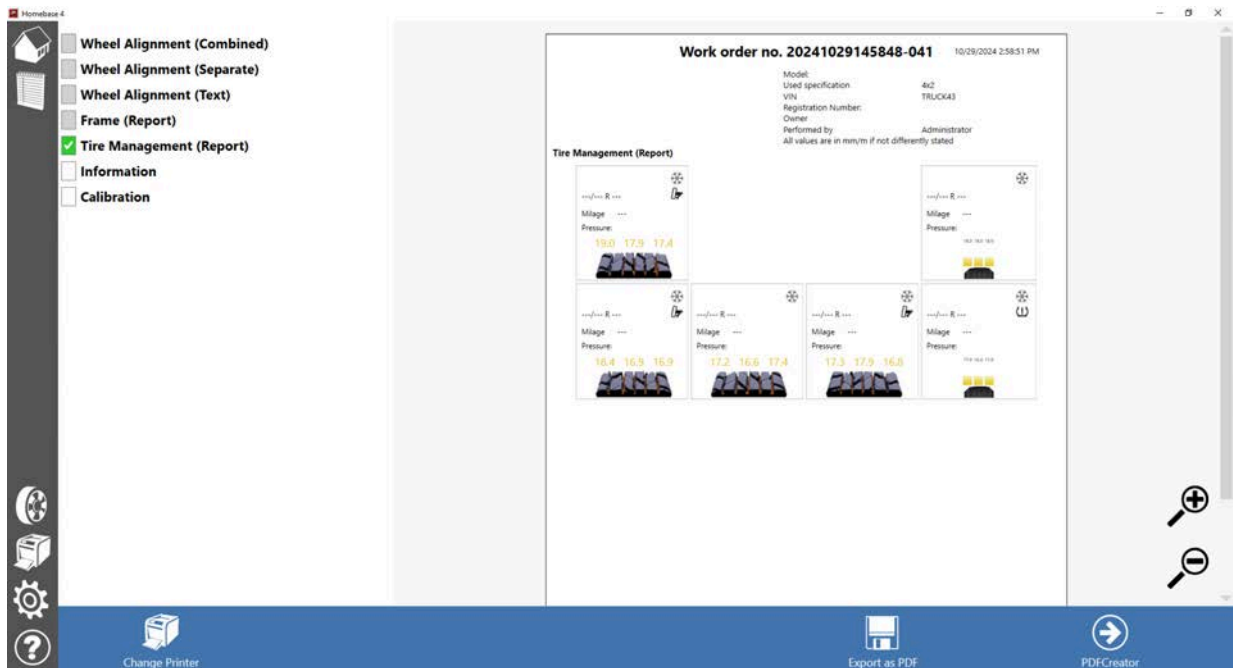 Homebase 4
Wheel Alignment (Combined)
Wheel Alignment (Separate)
Wheel Alignment (Text)
Frame (Report)
Tire Management (Report)
Information
Calibration
Work order no. 20241029145848-041 10/29/2024 2:58:51 PM
Model:
Used specification 4x2
VIN TRUCK43
Registration Number:
Owner
Performed by Administrator
All values are in mm/m if not differently stated
Tire Management (Report)
---/--- R --- ---/--- R ---
Milage --- Milage ---
Pressure: Pressure:
19.0 17.9 17.4
---/--- R --- ---/--- R --- ---/--- R --- ---/--- R ---
Milage --- Milage --- Milage --- Milage ---
Pressure: Pressure: Pressure: Pressure:
18.4 16.9 16.9 17.2 16.6 17.4 17.3 17.9 16.8
Change Printer Export as PDF PDFCreator